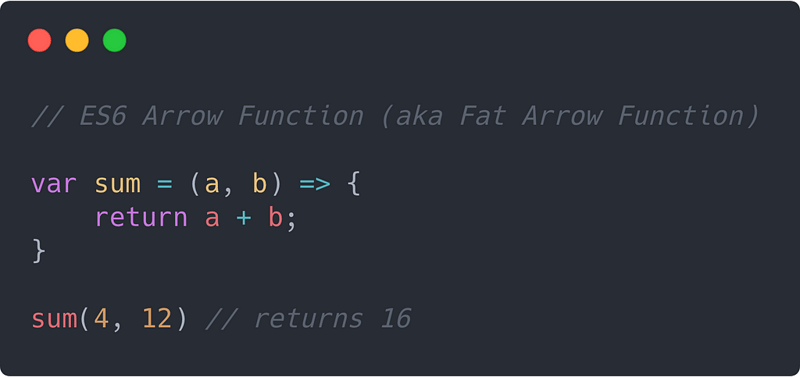 // ES6 Arrow Function (aka Fat Arrow Function)
var sum = (a, b) => {
    return a + b;
}
sum(4, 12) // returns 16